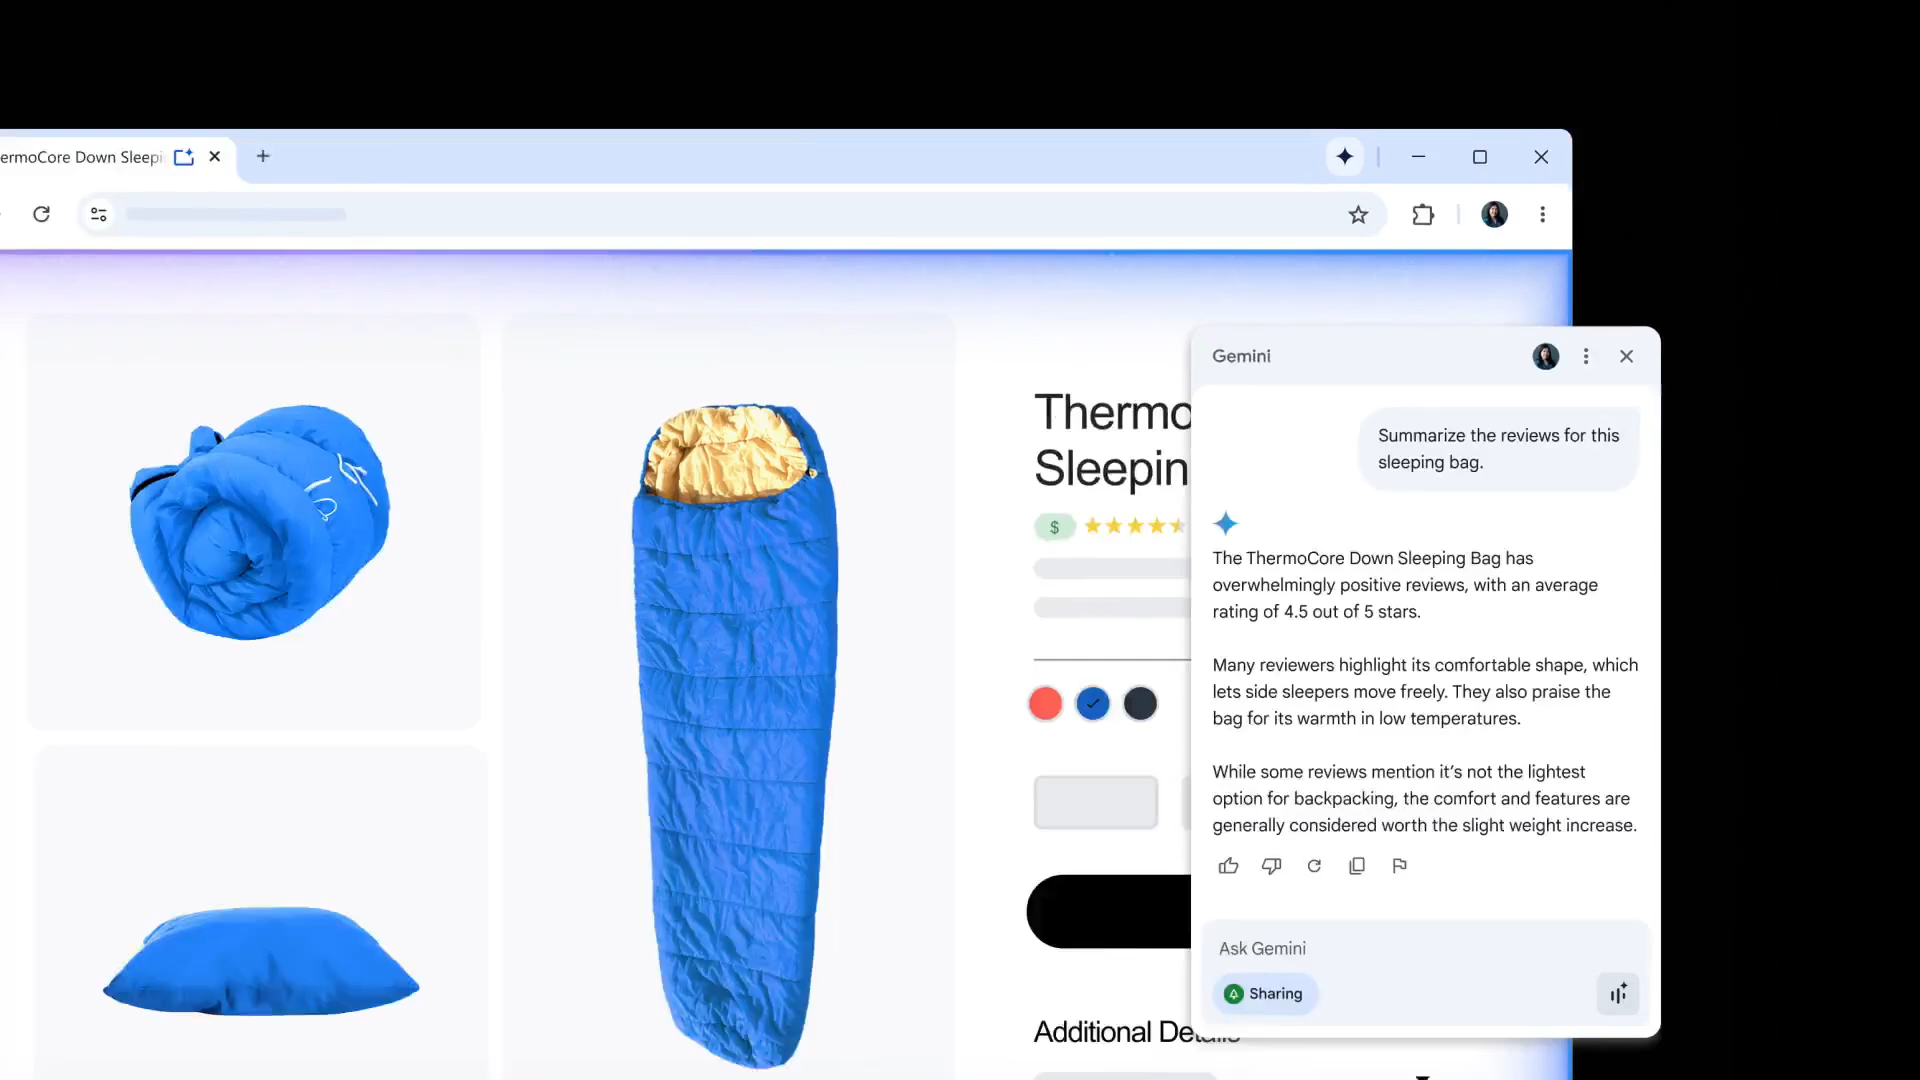 ermoCore Down Sleepi
Thermo
Sleepin
$
Additional Details
Gemini
Summarize the reviews for this
sleeping bag.
The ThermoCore Down Sleeping Bag has
overwhelmingly positive reviews, with an average
rating of 4.5 out of 5 stars.
Many reviewers highlight its comfortable shape, which
lets side sleepers move freely. They also praise the
bag for its warmth in low temperatures.
While some reviews mention it’s not the lightest
option for backpacking, the comfort and features are
generally considered worth the slight weight increase.
Ask Gemini
Sharing